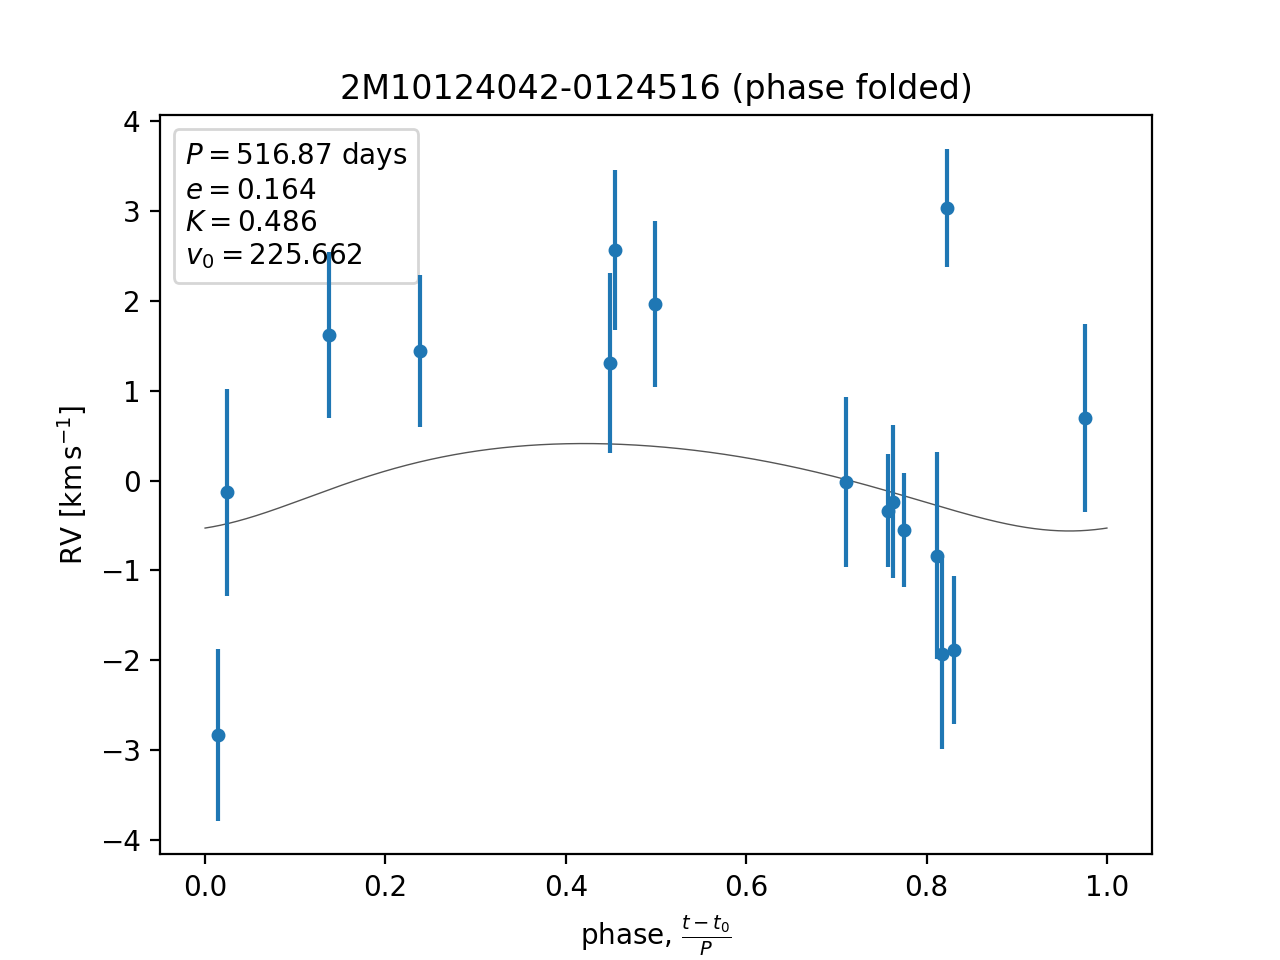 2M10124042-0124516 (phase folded)
P = 516.87 days
e = 0.164
K = 0.486
v₀ = 225.662
RV [km s⁻¹]
4
3
2
1
0
−1
−2
−3
−4
0.0 0.2 0.4 0.6 0.8 1.0
phase, (t − t₀)/P